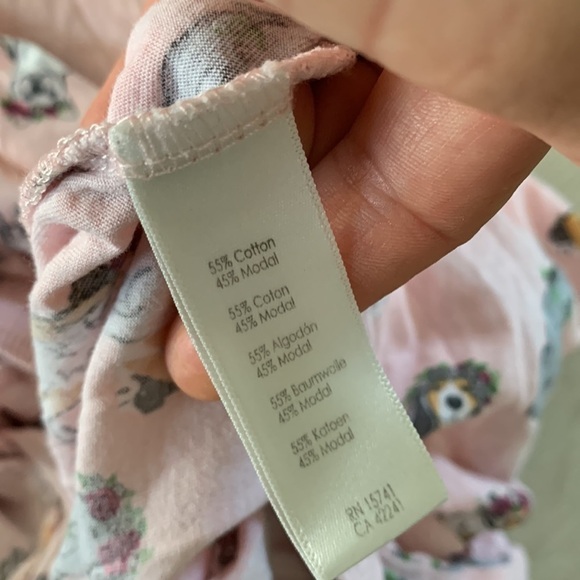 55% Cotton
45% Modal
55% Catan
45% Modal
55% Algodón
45% Modal
55% Baumwolle
45% Modal
55% Katoen
45% Modal
RN 15741
CA 42241